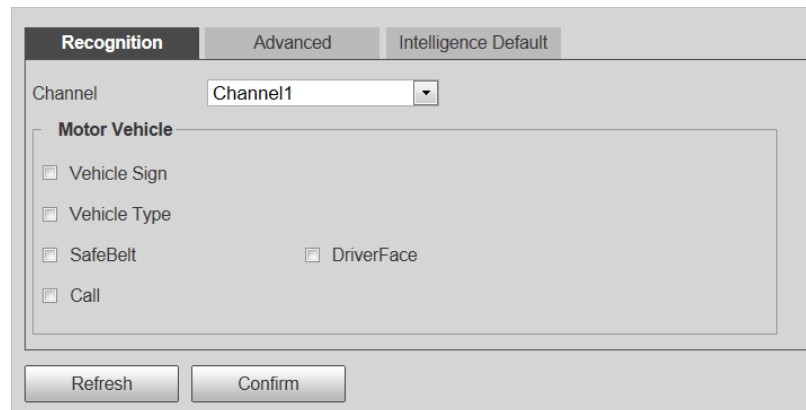 Recognition Advanced Intelligence Default
Channel Channel1
Motor Vehicle
Vehicle Sign
Vehicle Type
SafeBelt DriverFace
Call
Refresh Confirm